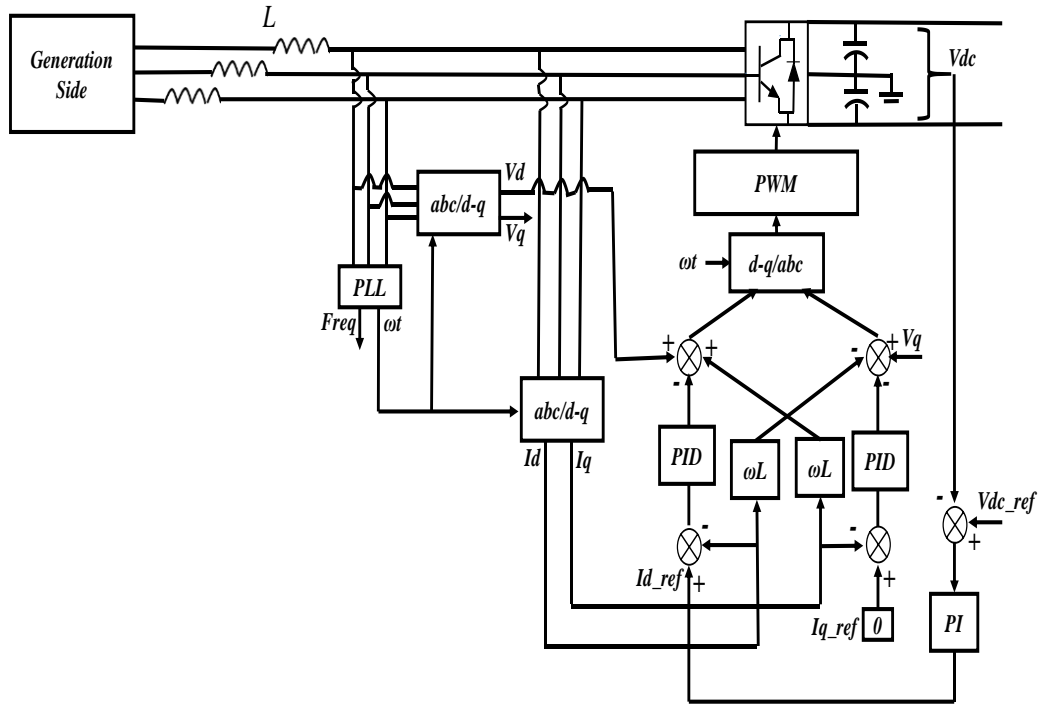 L
Generation
Side
Vdc
PWM
Vd
abc/d-q
Vq
ωt
d-q/abc
PLL
Freq
ωt
+
+
-
-
+
Vq
-
abc/d-q
Id
Iq
PID
ωL
ωL
PID
-
Vdc_ref
+
-
-
Id_ref
+
+
Iq_ref
0
PI